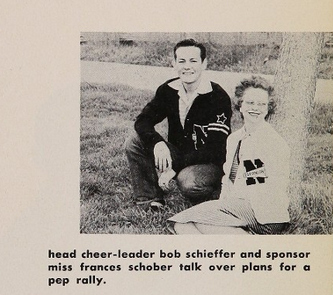 head cheer-leader bob schieffer and sponsor
miss frances schober talk over plans for a
pep rally.